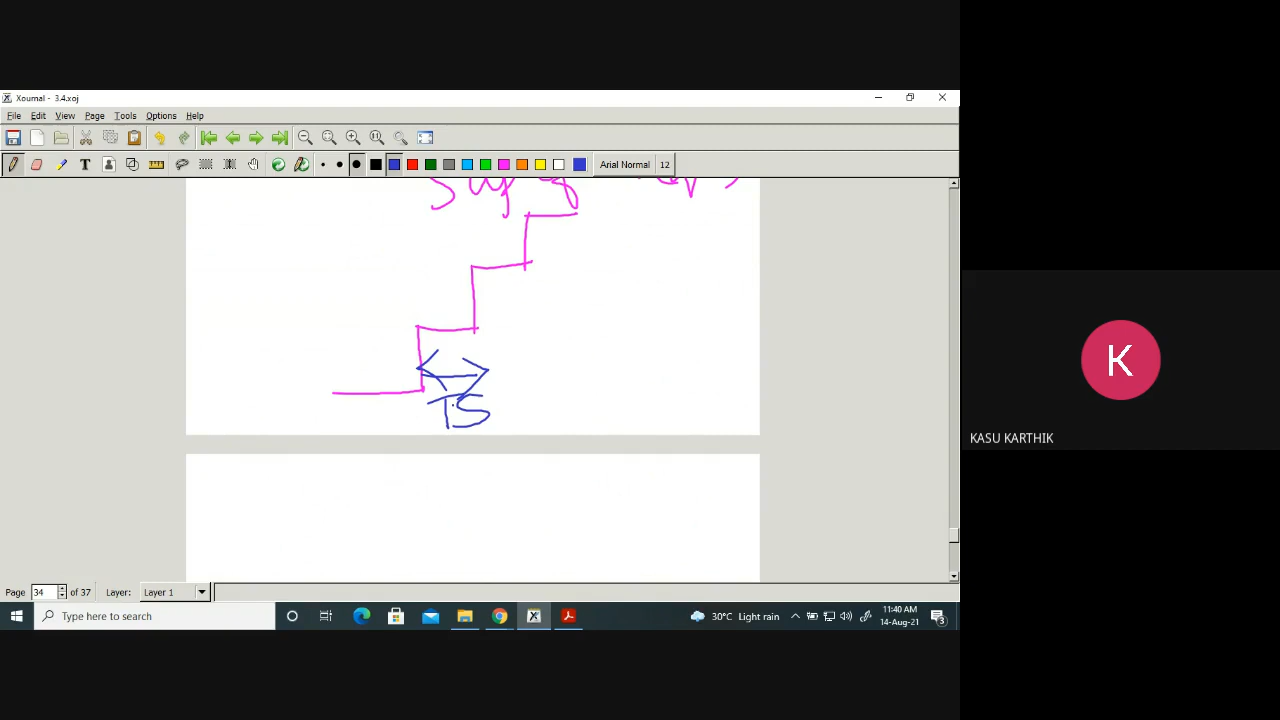 Xournal - 3.4.xoj
File Edit View Page Tools Options Help
T Arial Normal 12
TS
Page 34 of 37 Layer: Layer 1
Type here to search
30°C Light rain
11:40 AM
14-Aug-21
3
K
KASU KARTHIK